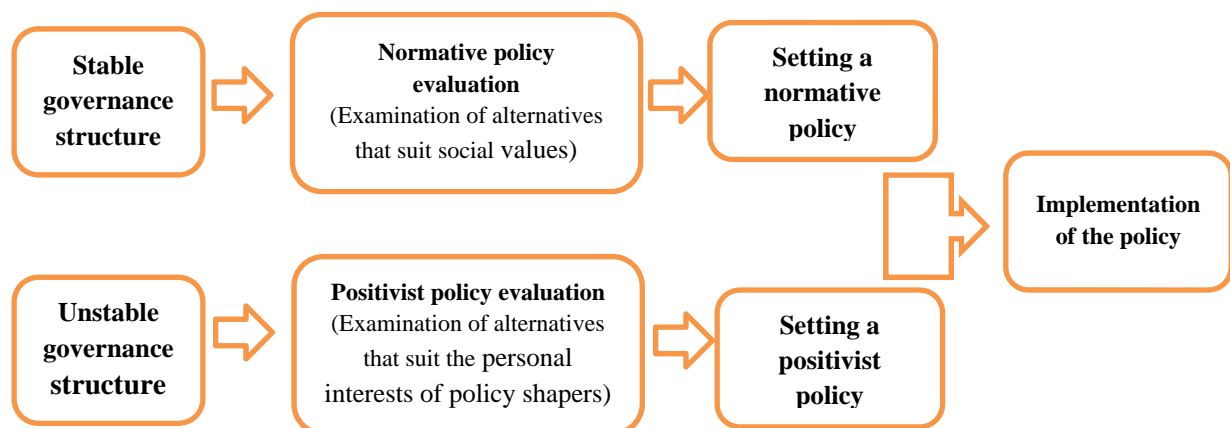 Stable
governance
structure
Normative policy
evaluation
(Examination of alternatives
that suit social values)
Setting a
normative
policy
Implementation
of the policy
Unstable
governance
structure
Positivist policy evaluation
(Examination of alternatives
that suit the personal
interests of policy shapers)
Setting a
positivist
policy